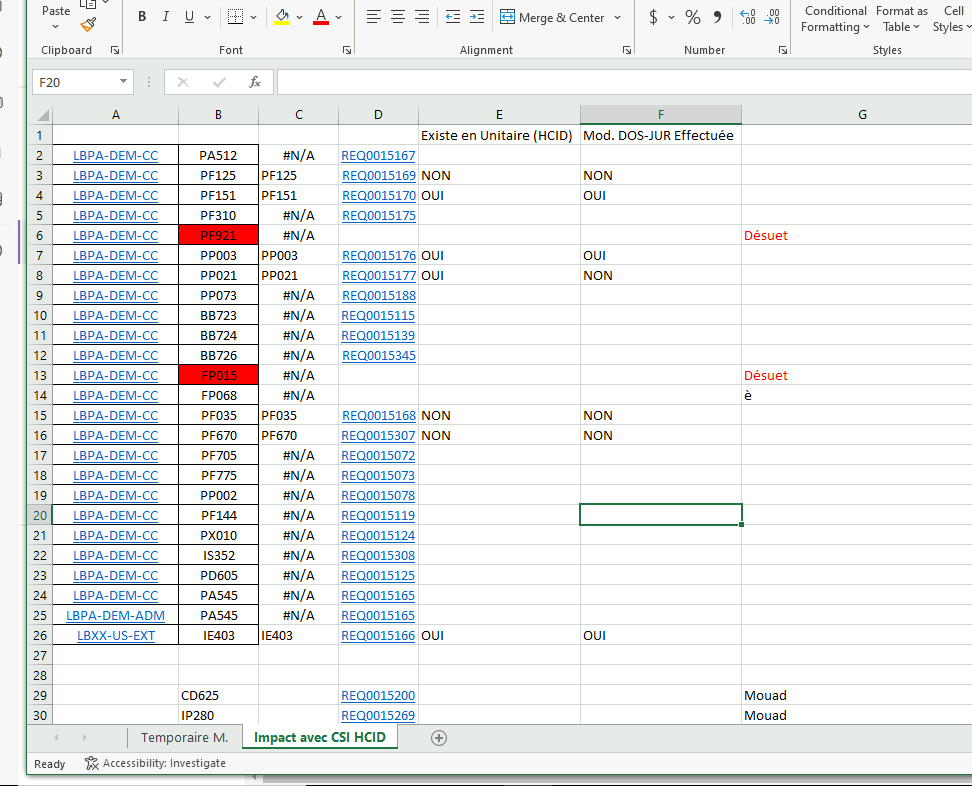 Paste B I U A Merge & Center $ % Conditional Format as Cell
Formatting Table Styles
Clipboard Font Alignment Number Styles
F20 fx
A B C D E F G
1 Existe en Unitaire (HCID) Mod. DOS-JUR Effectuée
2 LBPA-DEM-CC PA512 #N/A REQ0015167
3 LBPA-DEM-CC PF125 PF125 REQ0015169 NON NON
4 LBPA-DEM-CC PF151 PF151 REQ0015170 OUI OUI
5 LBPA-DEM-CC PF310 #N/A REQ0015175
6 LBPA-DEM-CC PF921 #N/A Désuet
7 LBPA-DEM-CC PP003 PP003 REQ0015176 OUI OUI
8 LBPA-DEM-CC PP021 PP021 REQ0015177 OUI NON
9 LBPA-DEM-CC PP073 #N/A REQ0015188
10 LBPA-DEM-CC BB723 #N/A REQ0015115
11 LBPA-DEM-CC BB724 #N/A REQ0015139
12 LBPA-DEM-CC BB726 #N/A REQ0015345
13 LBPA-DEM-CC FP015 #N/A Désuet
14 LBPA-DEM-CC FP068 #N/A è
15 LBPA-DEM-CC PF035 PF035 REQ0015168 NON NON
16 LBPA-DEM-CC PF670 PF670 REQ0015307 NON NON
17 LBPA-DEM-CC PF705 #N/A REQ0015072
18 LBPA-DEM-CC PF775 #N/A REQ0015073
19 LBPA-DEM-CC PP002 #N/A REQ0015078
20 LBPA-DEM-CC PF144 #N/A REQ0015119
21 LBPA-DEM-CC PX010 #N/A REQ0015124
22 LBPA-DEM-CC IS352 #N/A REQ0015308
23 LBPA-DEM-CC PD605 #N/A REQ0015125
24 LBPA-DEM-CC PA545 #N/A REQ0015165
25 LBPA-DEM-ADM PA545 #N/A REQ0015165
26 LBXX-US-EXT IE403 IE403 REQ0015166 OUI OUI
27
28
29 CD625 REQ0015200 Mouad
30 IP280 REQ0015269 Mouad
Temporaire M. Impact avec CSI HCID
Ready Accessibility: Investigate